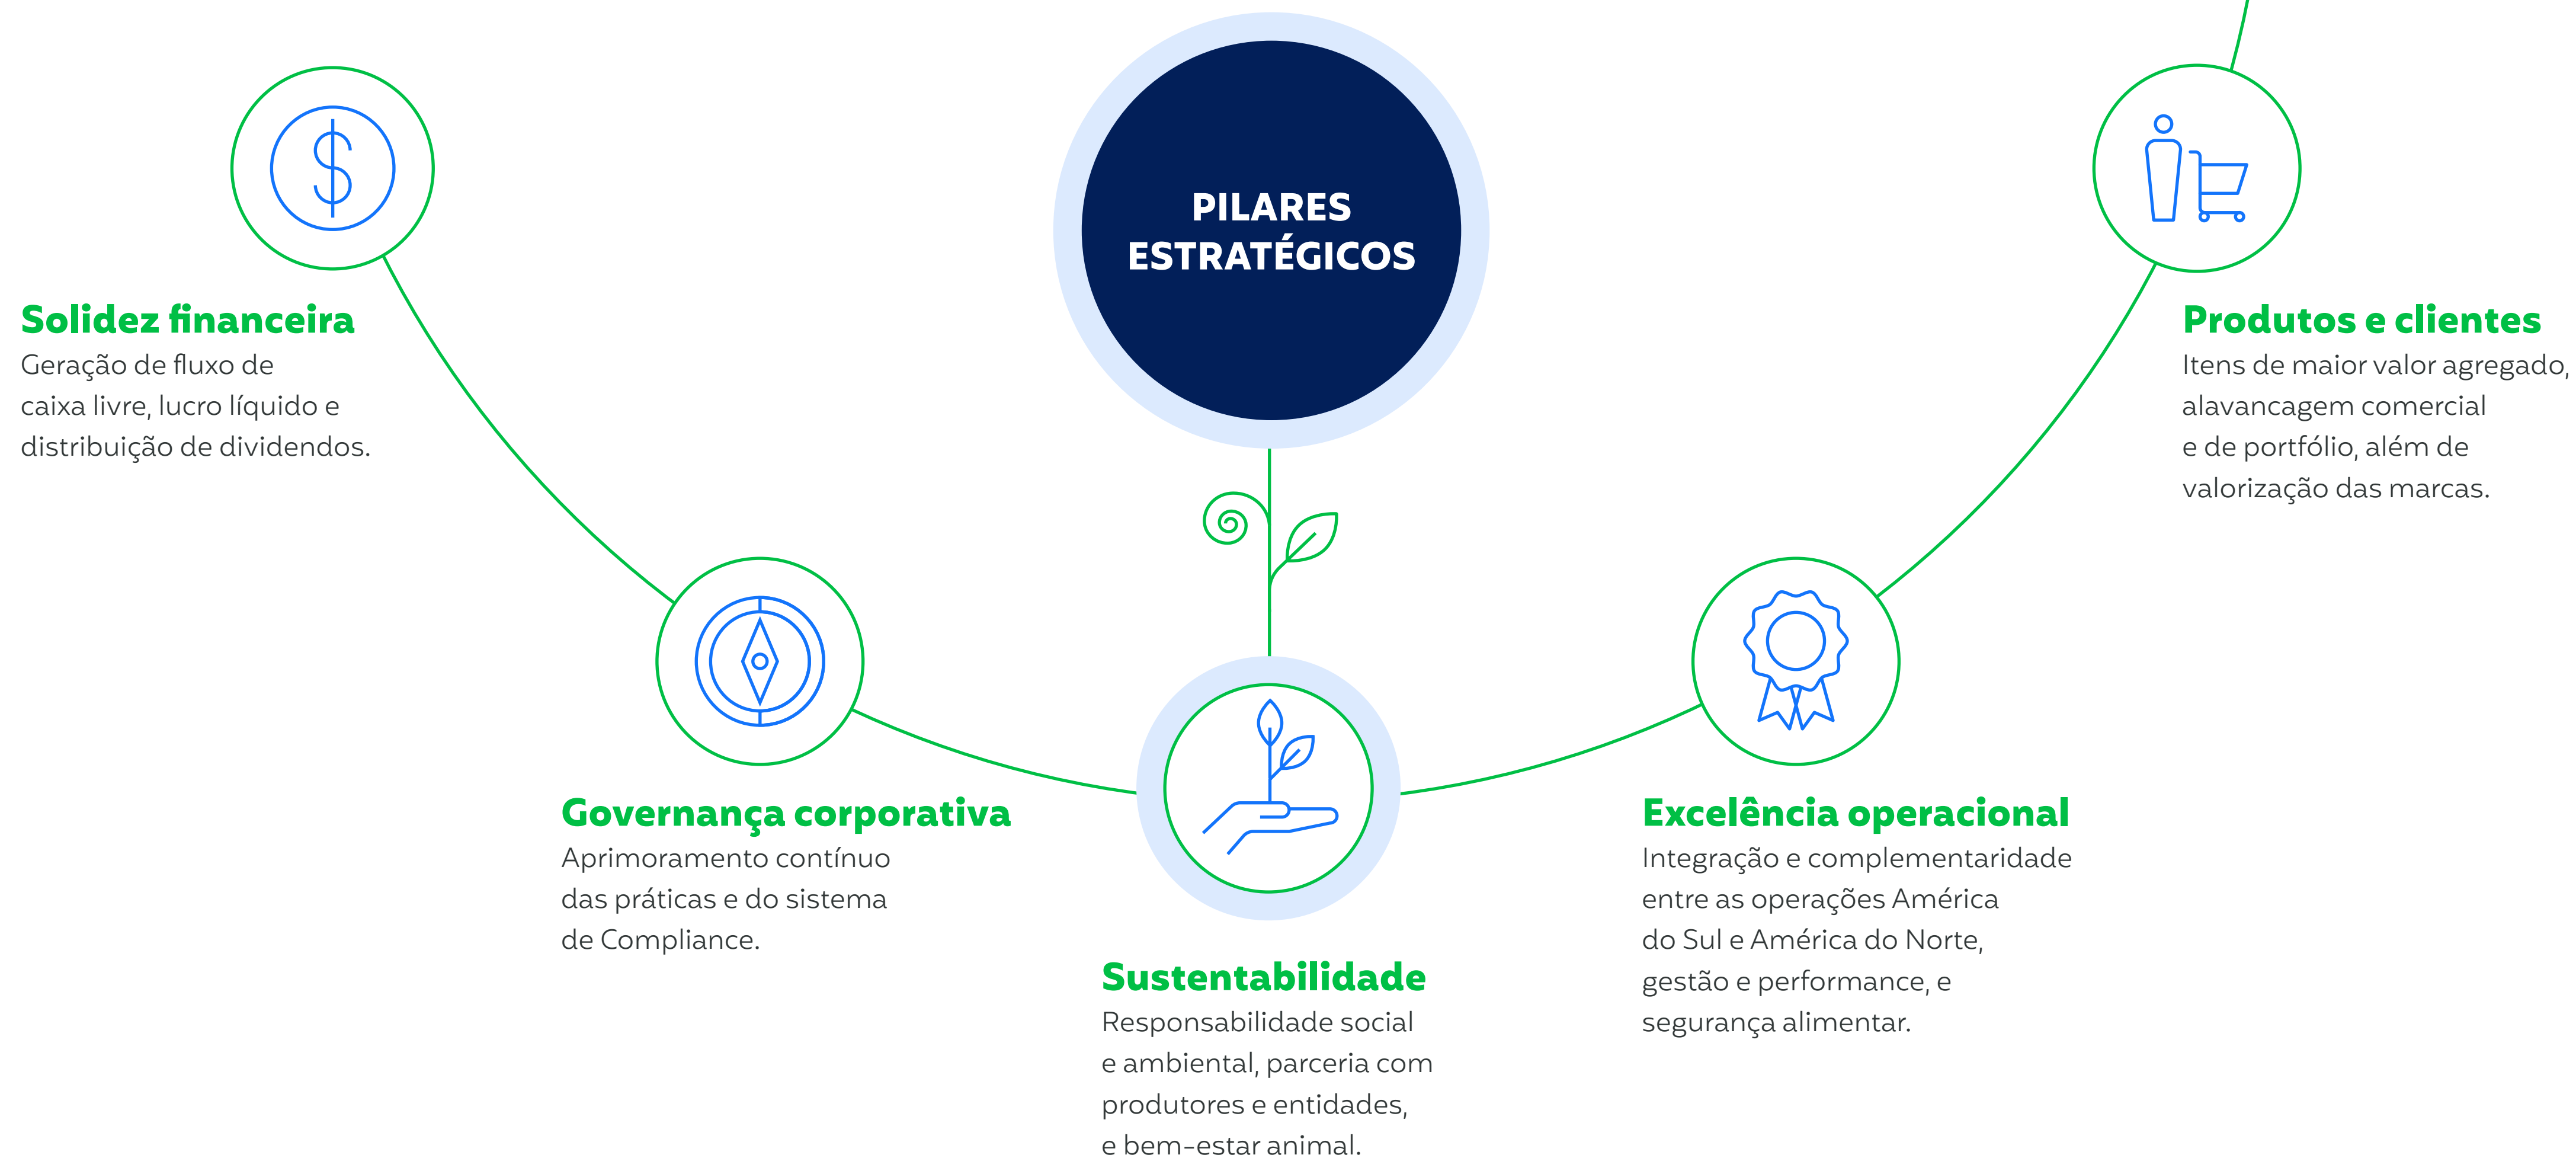 PILARES
ESTRATÉGICOS
Solidez financeira
Geração de fluxo de
caixa livre, lucro líquido e
distribuição de dividendos.
Governança corporativa
Aprimoramento contínuo
das práticas e do sistema
de Compliance.
Sustentabilidade
Responsabilidade social
e ambiental, parceria com
produtores e entidades,
e bem-estar animal.
Excelência operacional
Integração e complementaridade
entre as operações América
do Sul e América do Norte,
gestão e performance, e
segurança alimentar.
Produtos e clientes
Itens de maior valor agregado,
alavancagem comercial
e de portfólio, além de
valorização das marcas.